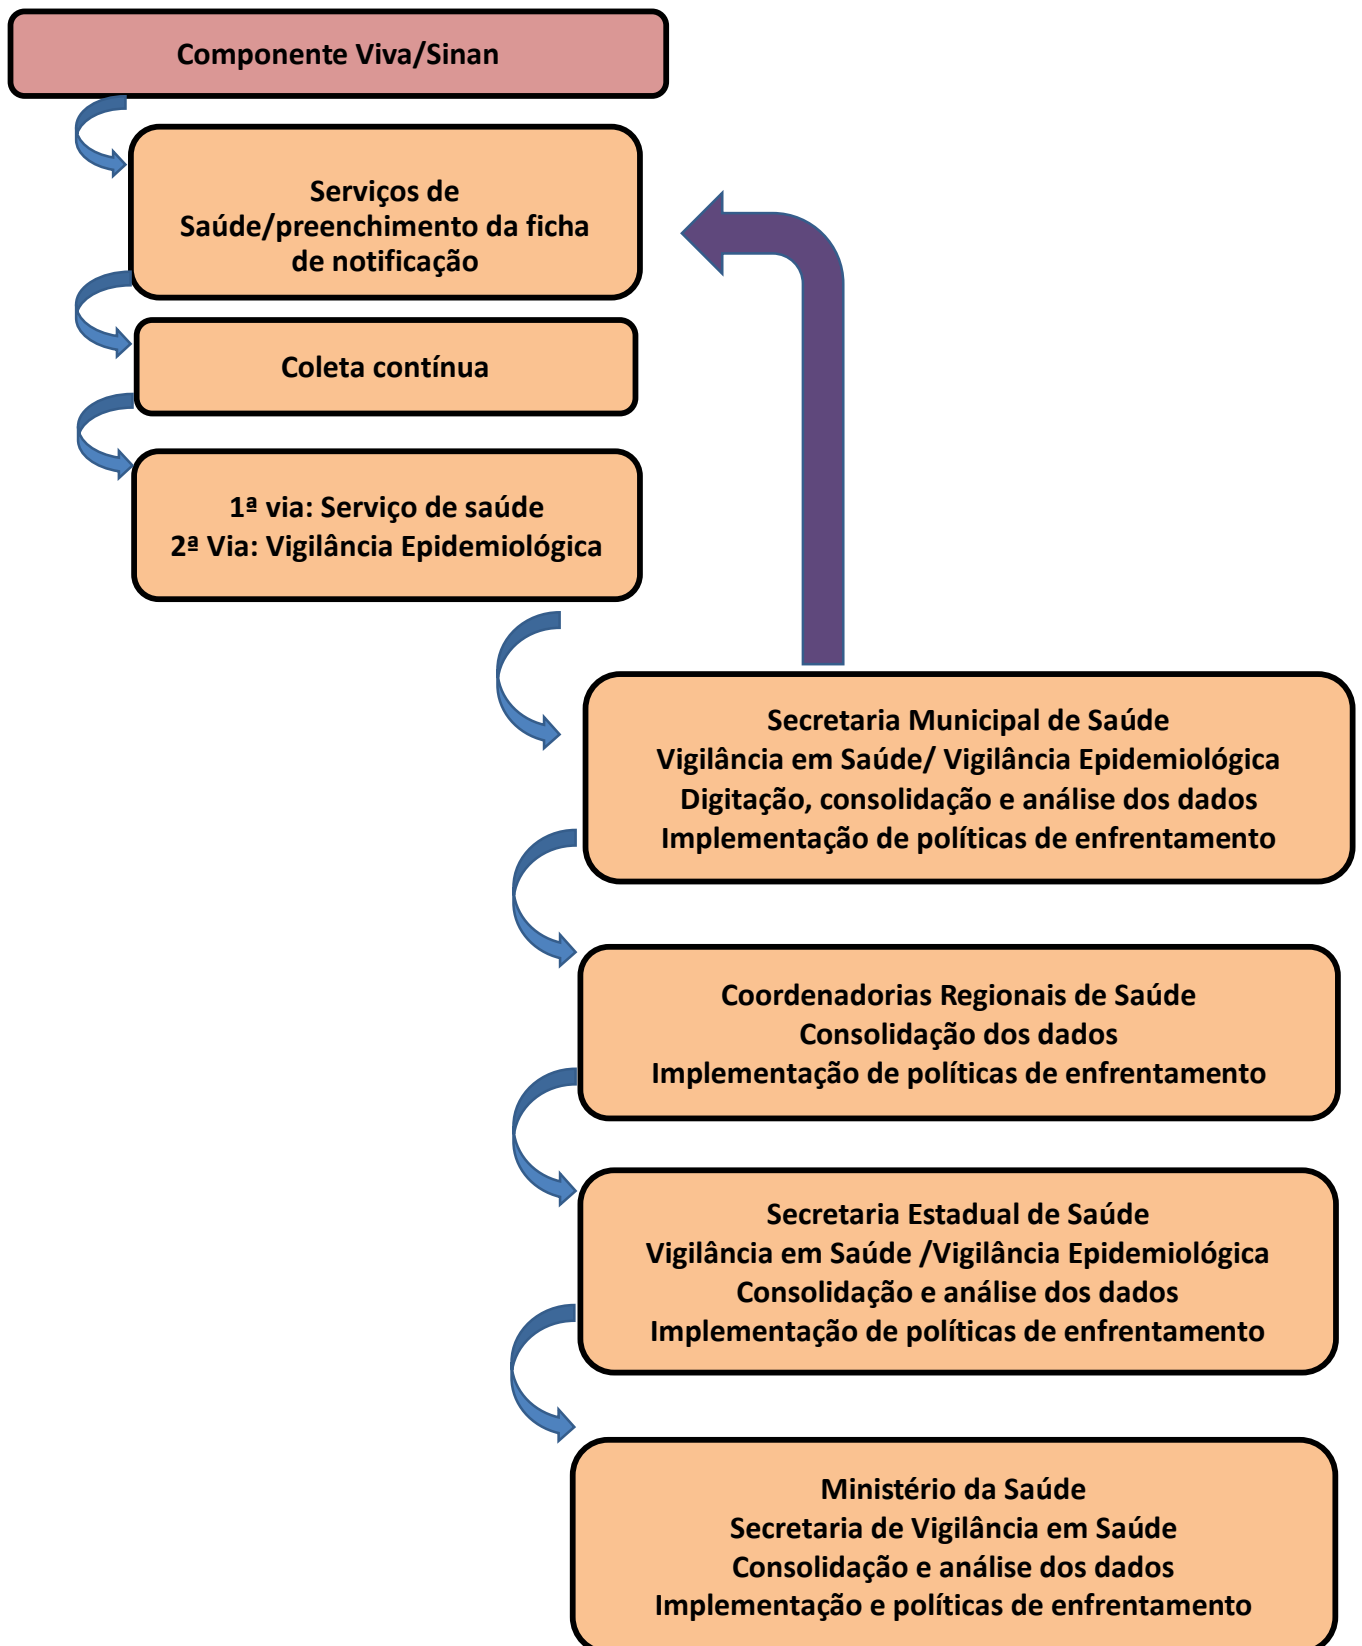 Componente Viva/Sinan
Serviços de
Saúde/preenchimento da ficha
de notificação
Coleta contínua
1ª via: Serviço de saúde
2ª Via: Vigilância Epidemiológica
Secretaria Municipal de Saúde
Vigilância em Saúde/ Vigilância Epidemiológica
Digitação, consolidação e análise dos dados
Implementação de políticas de enfrentamento
Coordenadorias Regionais de Saúde
Consolidação dos dados
Implementação de políticas de enfrentamento
Secretaria Estadual de Saúde
Vigilância em Saúde /Vigilância Epidemiológica
Consolidação e análise dos dados
Implementação de políticas de enfrentamento
Ministério da Saúde
Secretaria de Vigilância em Saúde
Consolidação e análise dos dados
Implementação e políticas de enfrentamento